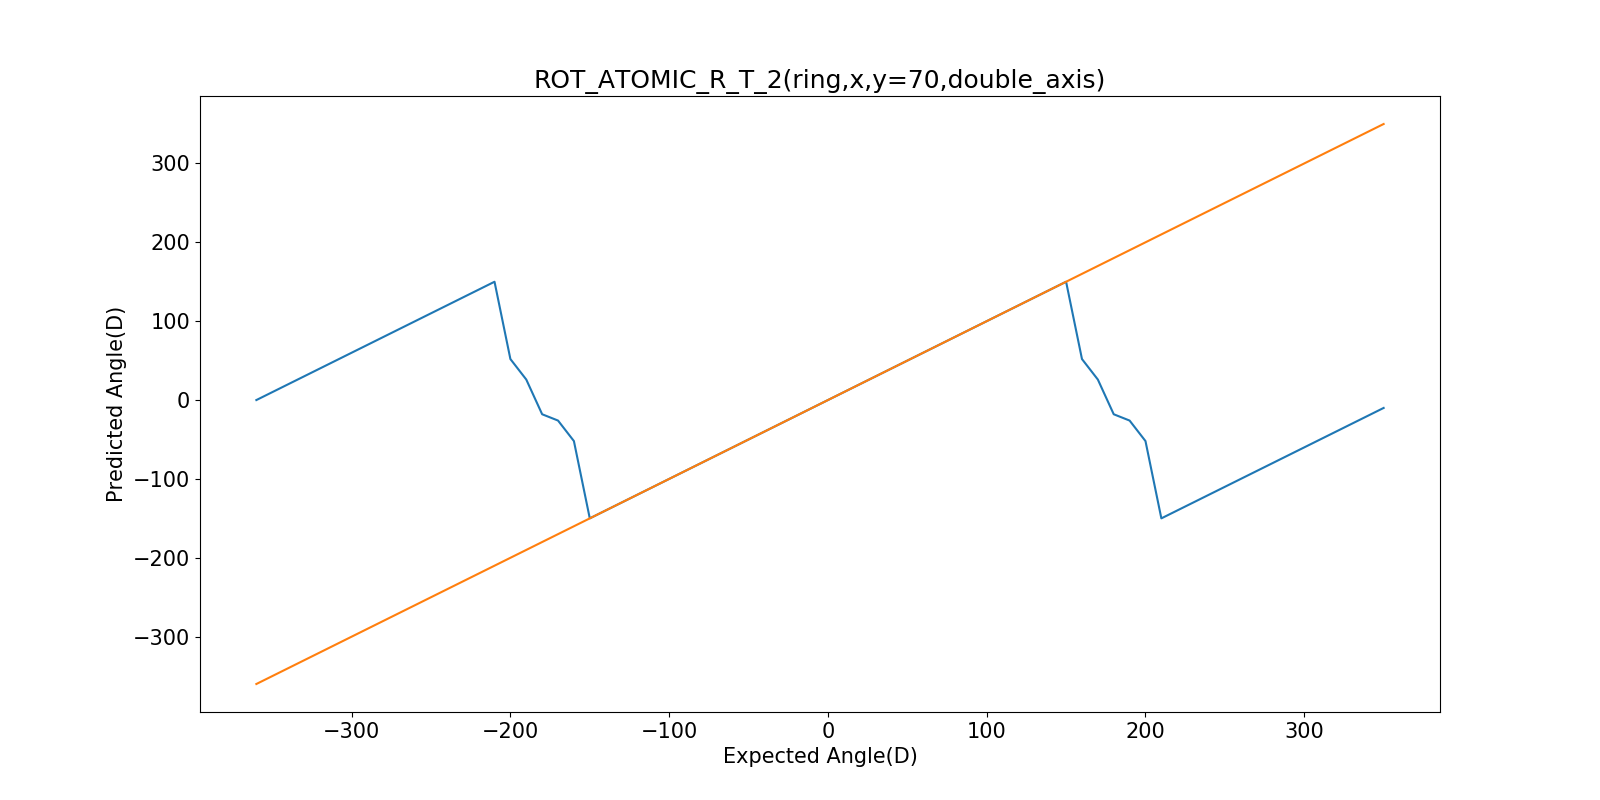 ROT_ATOMIC_R_T_2(ring,x,y=70,double_axis)
300
200
100
0
−100
−200
−300
Predicted Angle(D)
−300 −200 −100 0 100 200 300
Expected Angle(D)